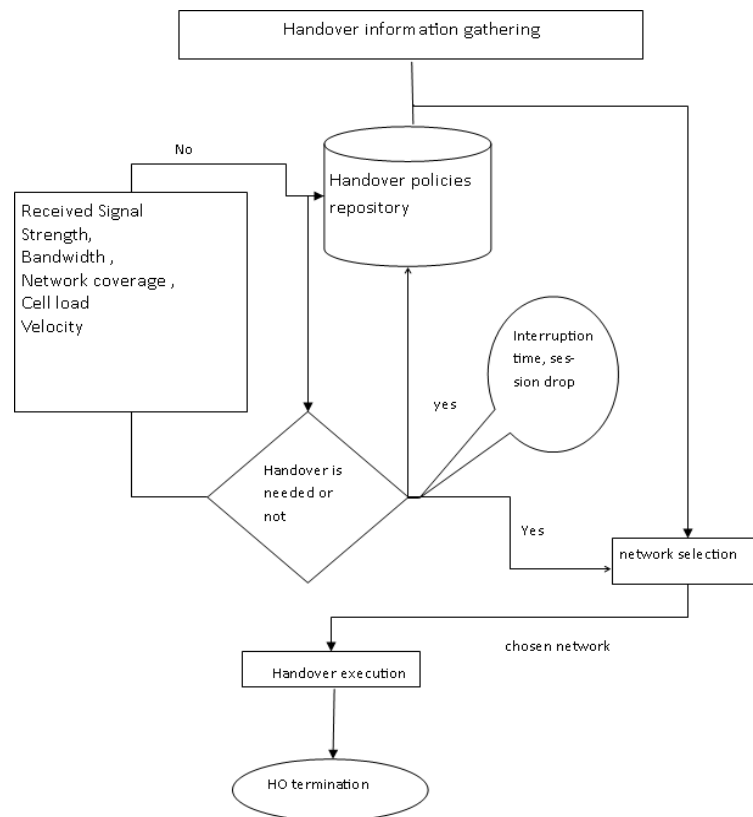 Handover information gathering
No
Handover policies
repository
Received Signal
Strength,
Bandwidth ,
Network coverage ,
Cell load
Velocity
Interruption
time, ses-
sion drop
yes
Handover is
needed or
not
Yes
network selection
chosen network
Handover execution
HO termination